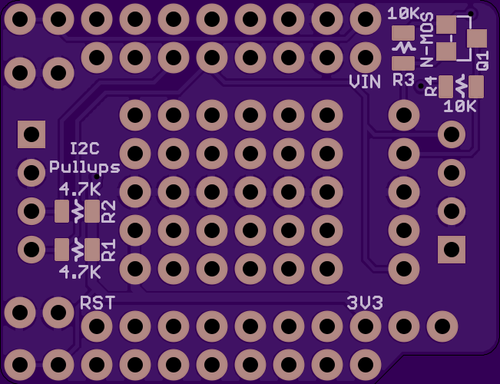 10K
N-MOS
Q1
VIN
R3
R4
10K
I2C
Pullups
4.7K
R2
R1
4.7K
RST
3V3